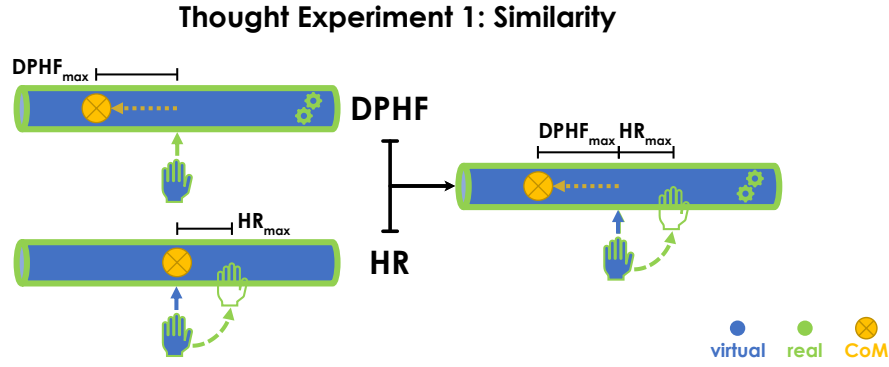 Thought Experiment 1: Similarity
DPHFmax
DPHF
HRmax
HR
DPHFmax HRmax
virtual real CoM